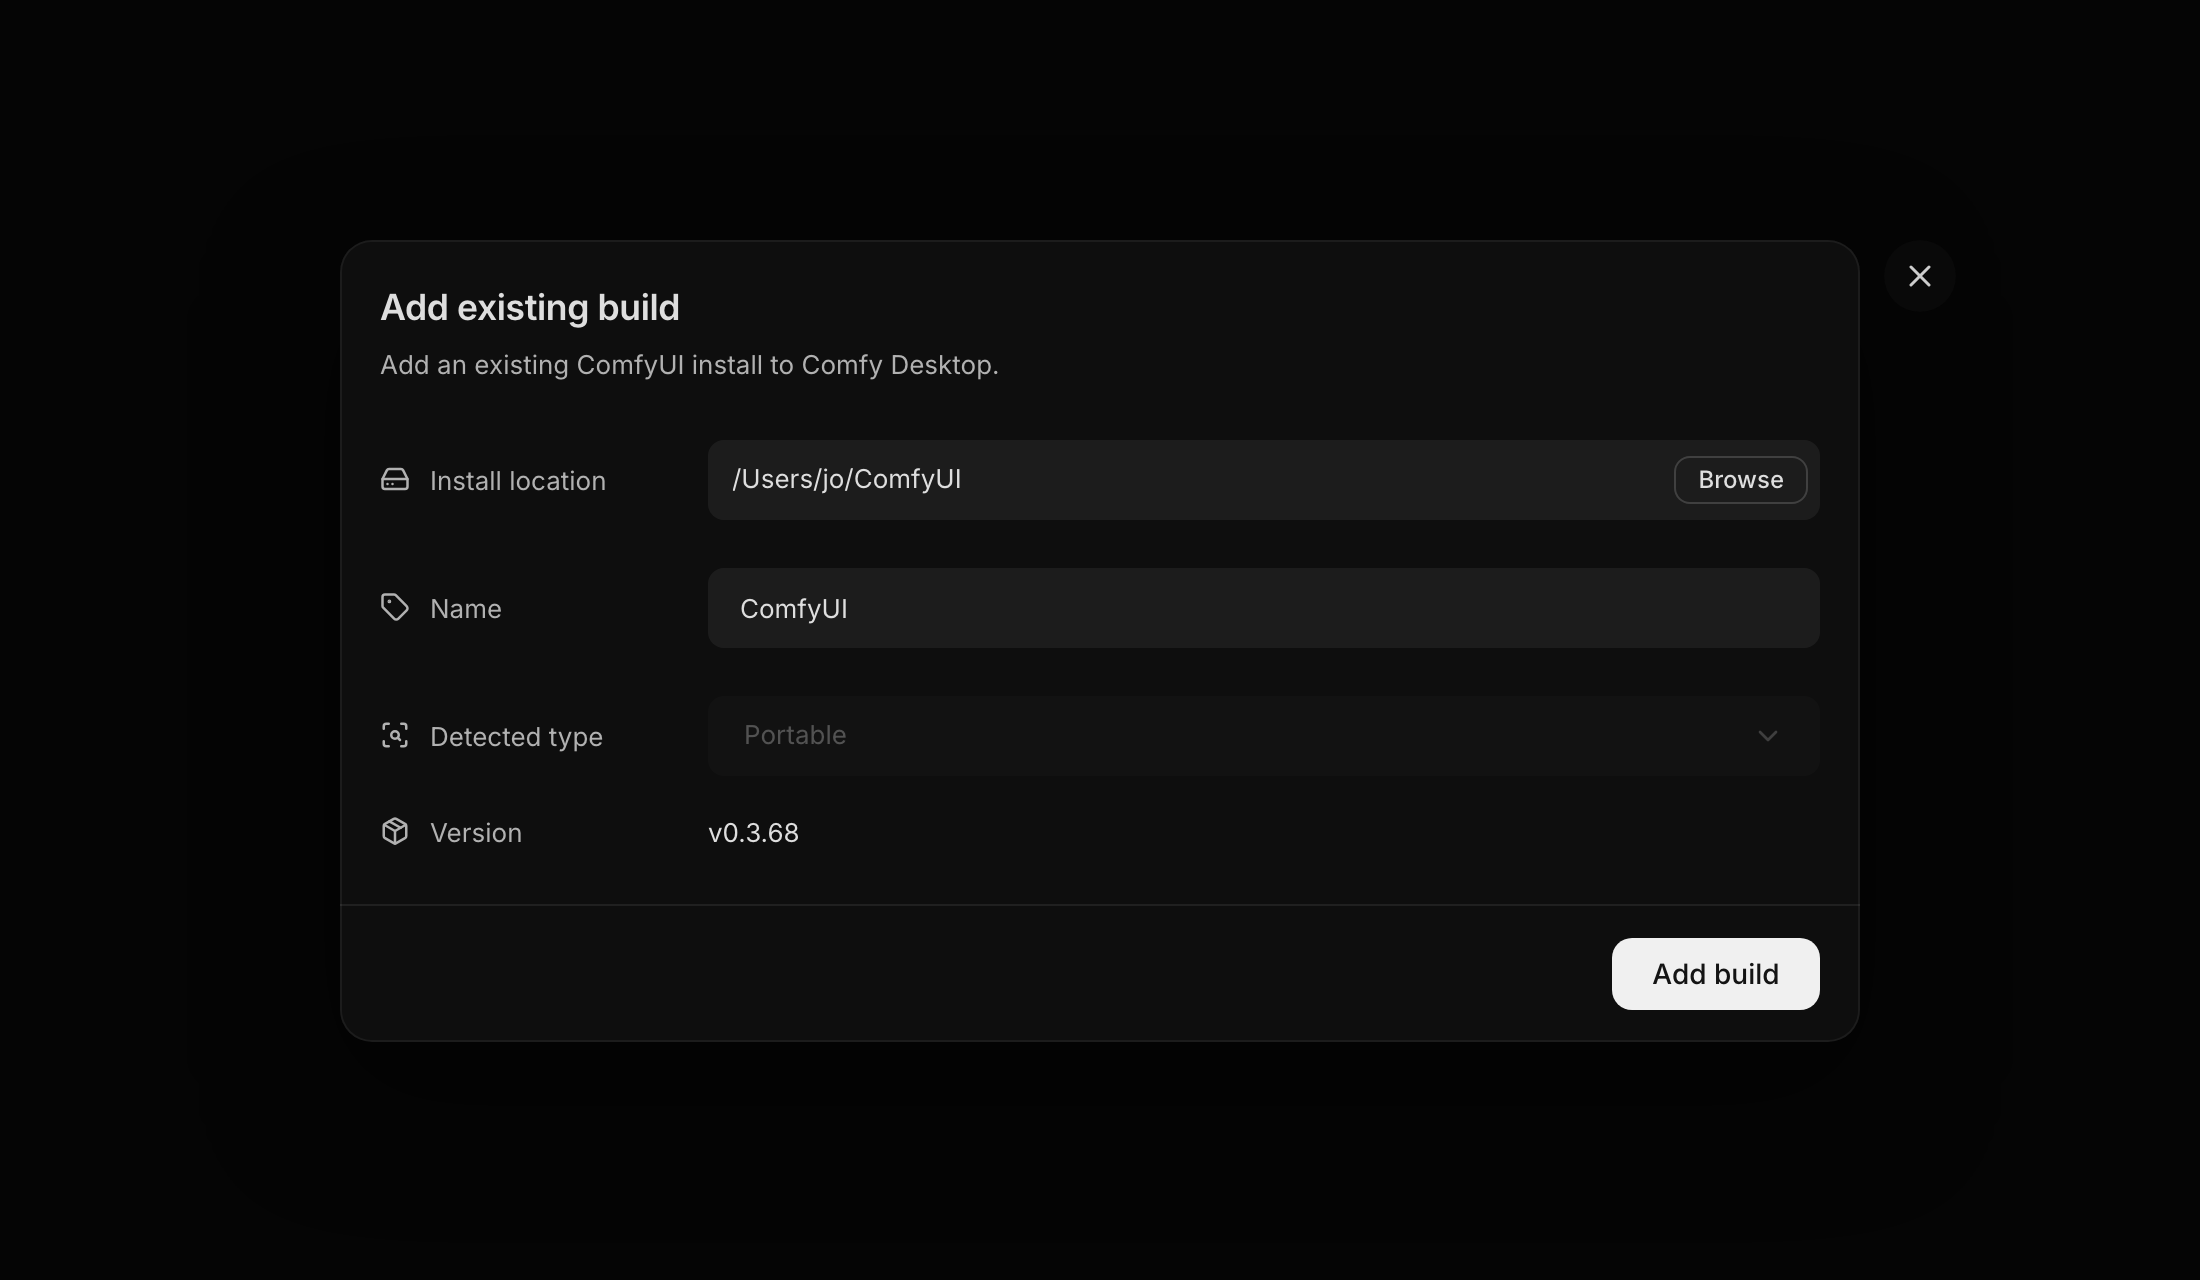 Add existing build
Add an existing ComfyUI install to Comfy Desktop.
Install location
/Users/jo/ComfyUI
Browse
Name
ComfyUI
Detected type
Portable
Version
v0.3.68
Add build